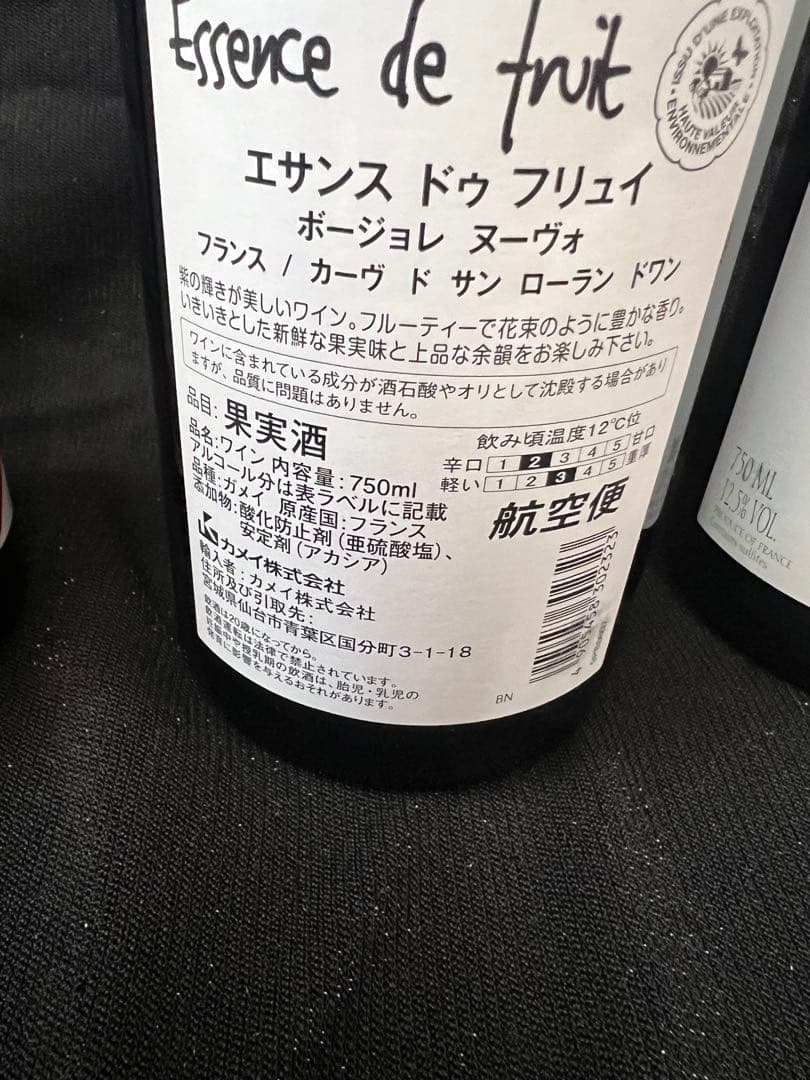 Essence de fruit
ISSU D'UNE EXPLOITATION
HAUTE VALEUR
ENVIRONNEMENTALE
エサンス ドゥ フリュイ
ボージョレ ヌーヴォ
フランス / カーヴ ド サン ローラン ドワン
紫の輝きが美しいワイン。フルーティーで花束のように豊かな香り。
いきいきとした新鮮な果実味と上品な余韻をお楽しみ下さい。
ワインに含まれている成分が酒石酸やオリとして沈殿する場合があり
ますが、品質に問題はありません。
品目: 果実酒
品名:ワイン 内容量:750ml
アルコール分は表ラベルに記載
品種:ガメイ 原産国:フランス
添加物:酸化防止剤(亜硫酸塩)、
安定剤(アカシア)
飲み頃温度12℃位
辛口 1 2 3 4 5 甘口
軽い 1 2 3 4 5 重厚
航空便
カメイ株式会社
輸入者:カメイ株式会社
住所及び引取先:
宮城県仙台市青葉区国分町3-1-18
飲酒は20歳になってから。
飲酒運転は法律で禁止されています。
妊娠中や授乳期の飲酒は、胎児・乳児の
発育に影響を与えるおそれがあります。
BN
4 905758 302323
750 ML
12.5% VOL.
PRODUCT OF FRANCE
Contains sulfites